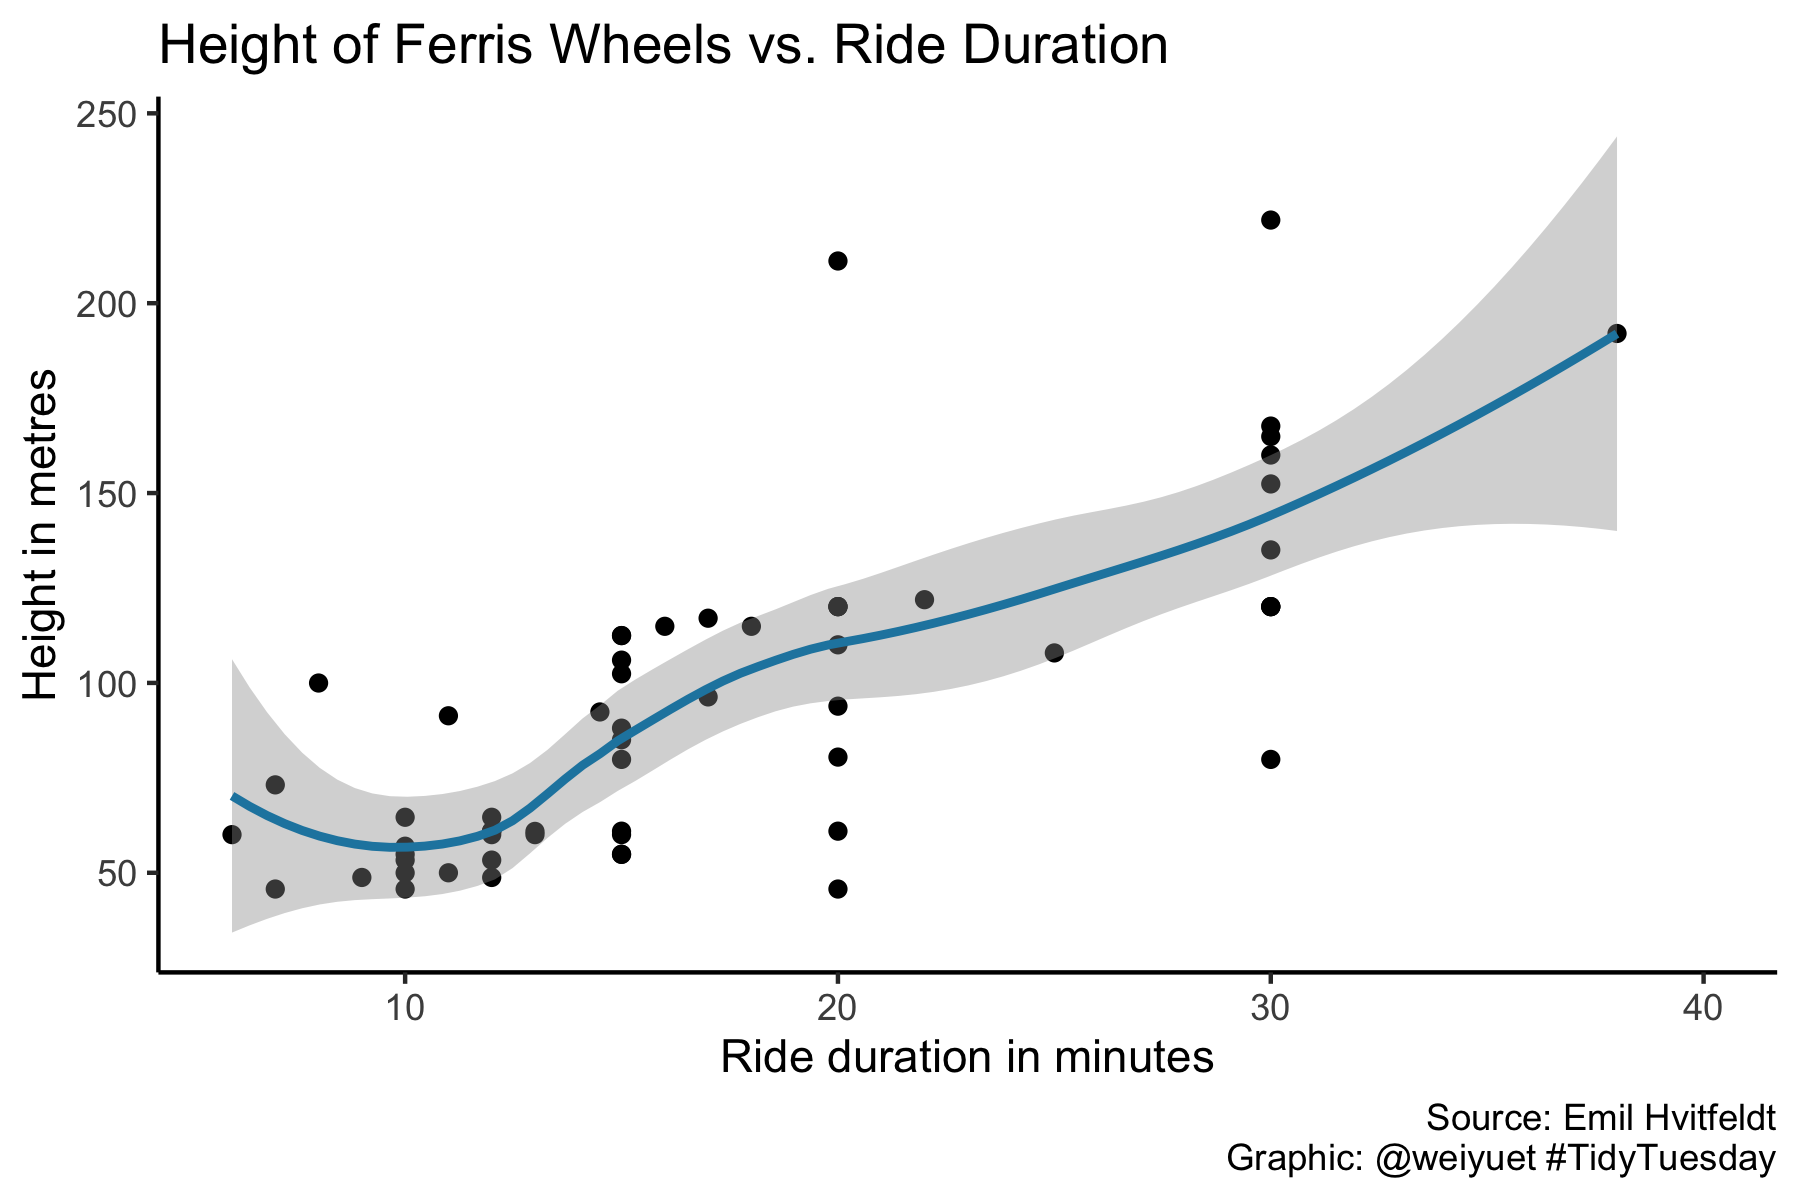 Height of Ferris Wheels vs. Ride Duration
250
200
150
100
50
Height in metres
10 20 30 40
Ride duration in minutes
Source: Emil Hvitfeldt
Graphic: @weiyuet #TidyTuesday